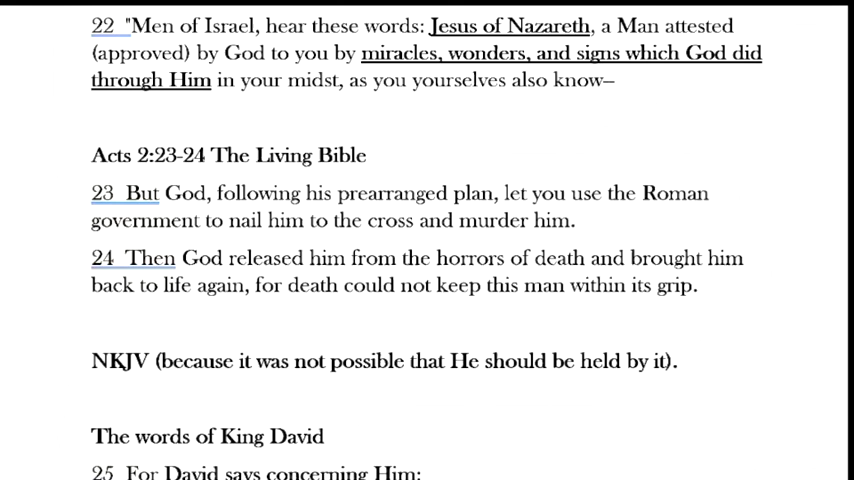 22 "Men of Israel, hear these words: Jesus of Nazareth, a Man attested
(approved) by God to you by miracles, wonders, and signs which God did
through Him in your midst, as you yourselves also know–
Acts 2:23-24 The Living Bible
23 But God, following his prearranged plan, let you use the Roman
government to nail him to the cross and murder him.
24 Then God released him from the horrors of death and brought him
back to life again, for death could not keep this man within its grip.
NKJV (because it was not possible that He should be held by it).
The words of King David
25 For David says concerning Him: